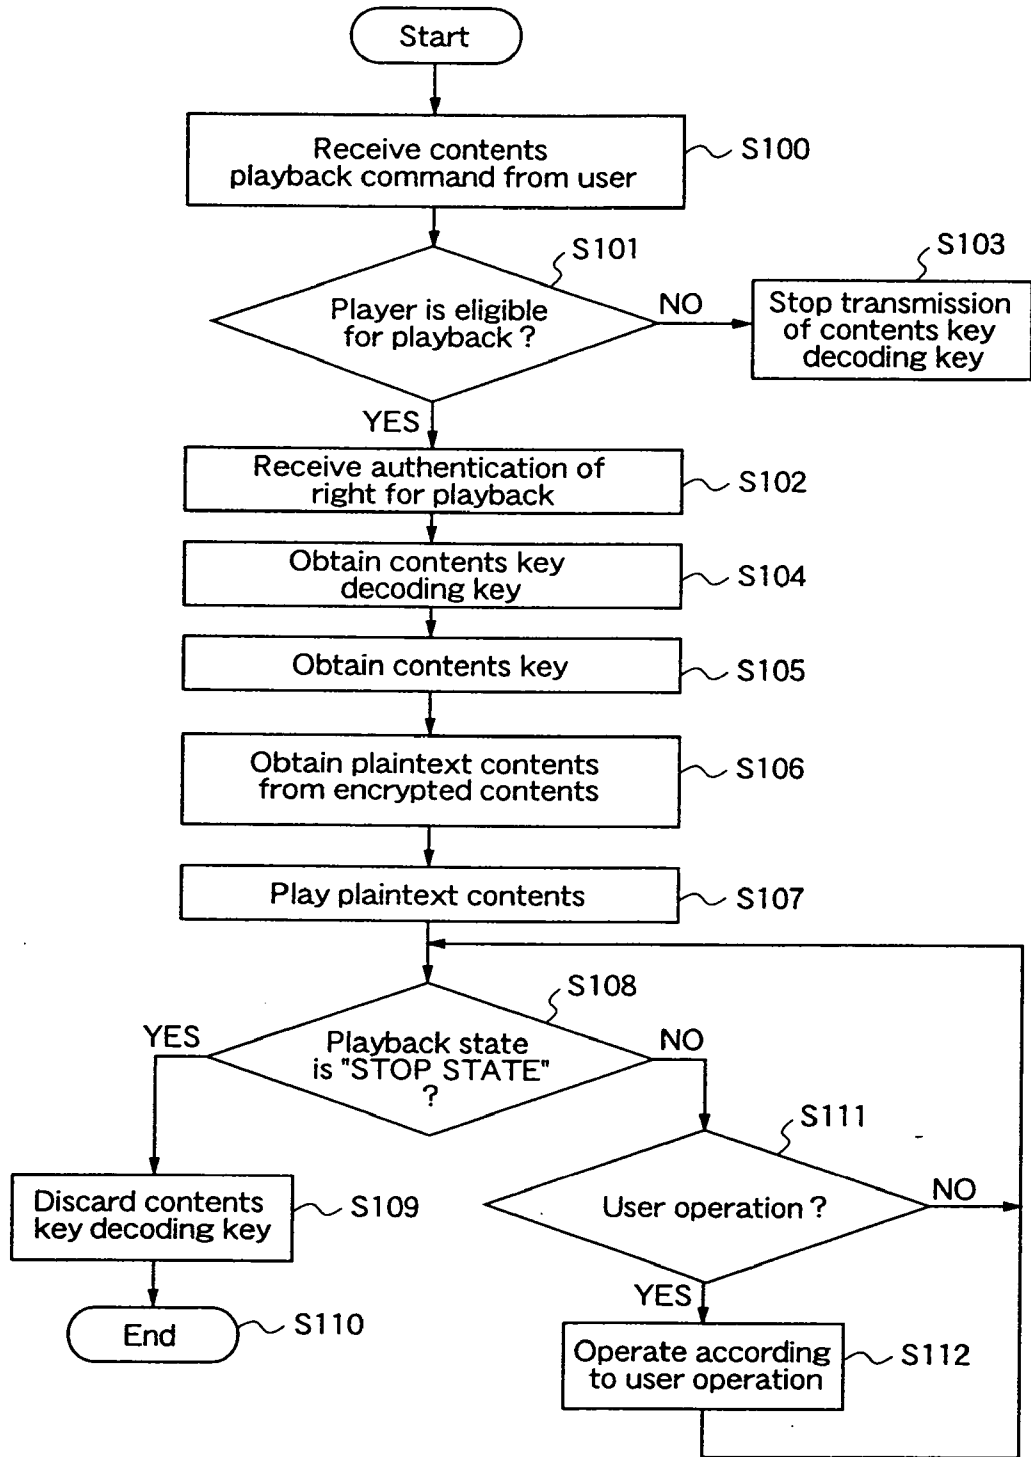 Start
Receive contents
playback command from user
S100
S101
Player is eligible
for playback ?
NO
S103
Stop transmission
of contents key
decoding key
YES
Receive authentication of
right for playback
S102
Obtain contents key
decoding key
S104
Obtain contents key
S105
Obtain plaintext contents
from encrypted contents
S106
Play plaintext contents
S107
S108
YES
Playback state
is "STOP STATE"
?
NO
S111
Discard contents
key decoding key
S109
User operation ?
NO
YES
End
S110
Operate according
to user operation
S112